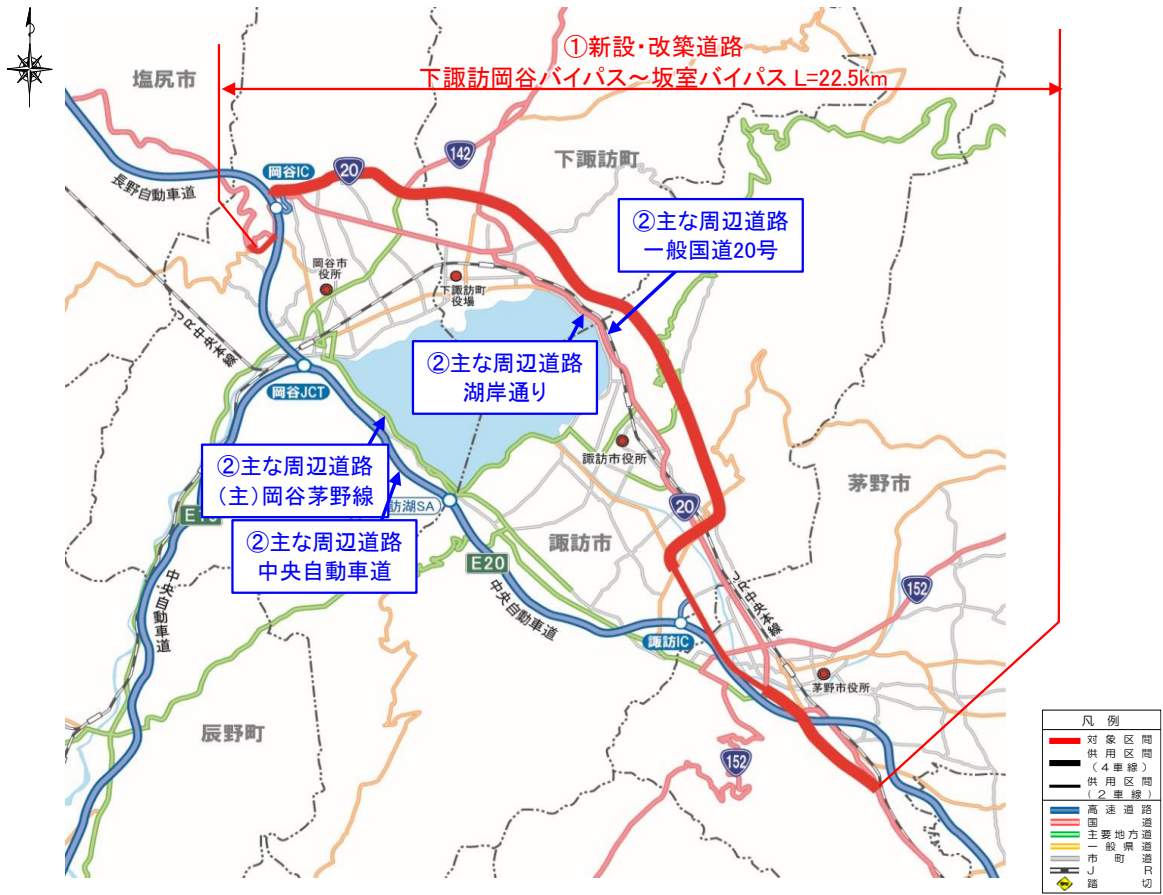 ①新設・改築道路
下諏訪岡谷バイパス～坂室バイパス L=22.5km
塩尻市
142
下諏訪町
岡谷IC
20
長野自動車道
②主な周辺道路
一般国道20号
岡谷市
役所
下諏訪町
役場
JR中央本線
②主な周辺道路
湖岸通り
岡谷JCT
諏訪市役所
②主な周辺道路
（主）岡谷茅野線
茅野市
訪湖SA
20
②主な周辺道路
中央自動車道
諏訪市
E20
152
中央自動車道
中央自動車道
JR中央本線
諏訪IC
茅野市役所
辰野町
152
凡例
対象区間
供用区間
（4車線）
供用区間
（2車線）
高速道路
国道
主要地方道
一般県道
市町道
JR
踏切